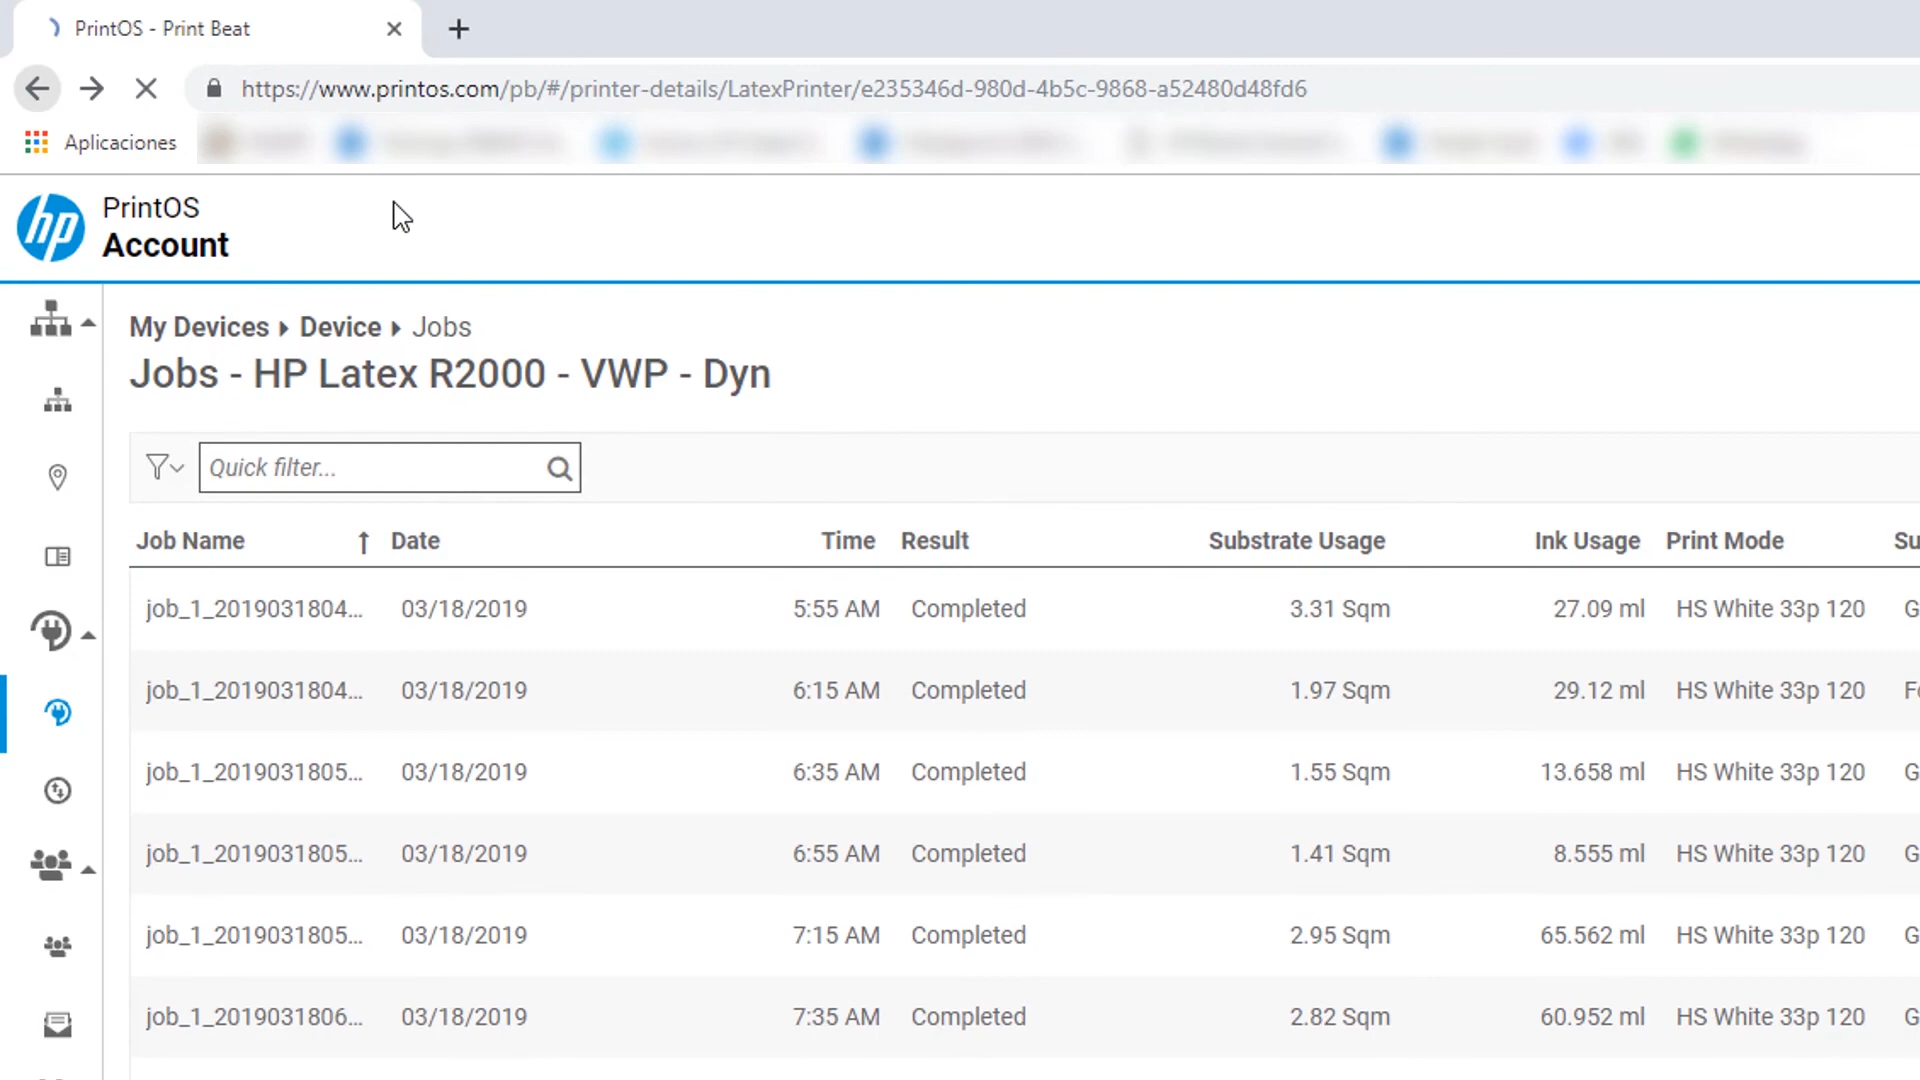 PrintOS - Print Beat
https://www.printos.com/pb/#/printer-details/LatexPrinter/e235346d-980d-4b5c-9868-a52480d48fd6
Aplicaciones
hp PrintOS
Account
My Devices Device Jobs
Jobs - HP Latex R2000 - VWP - Dyn
Quick filter...
Job Name ↑ Date Time Result Substrate Usage Ink Usage Print Mode Su
job_1_2019031804... 03/18/2019 5:55 AM Completed 3.31 Sqm 27.09 ml HS White 33p 120 G
job_1_2019031804... 03/18/2019 6:15 AM Completed 1.97 Sqm 29.12 ml HS White 33p 120 Fo
job_1_2019031805... 03/18/2019 6:35 AM Completed 1.55 Sqm 13.658 ml HS White 33p 120 G
job_1_2019031805... 03/18/2019 6:55 AM Completed 1.41 Sqm 8.555 ml HS White 33p 120 G
job_1_2019031805... 03/18/2019 7:15 AM Completed 2.95 Sqm 65.562 ml HS White 33p 120 G
job_1_2019031806... 03/18/2019 7:35 AM Completed 2.82 Sqm 60.952 ml HS White 33p 120 G